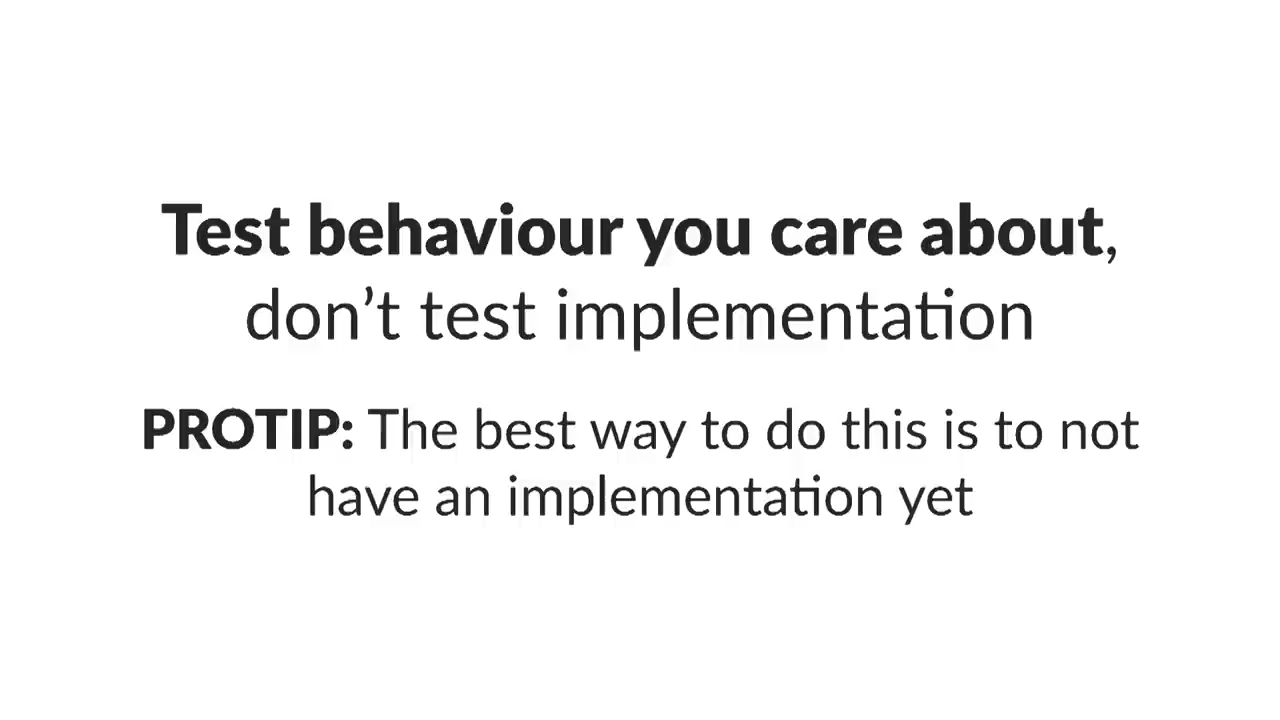 Test behaviour you care about,
don’t test implementation
PROTIP: The best way to do this is to not
have an implementation yet